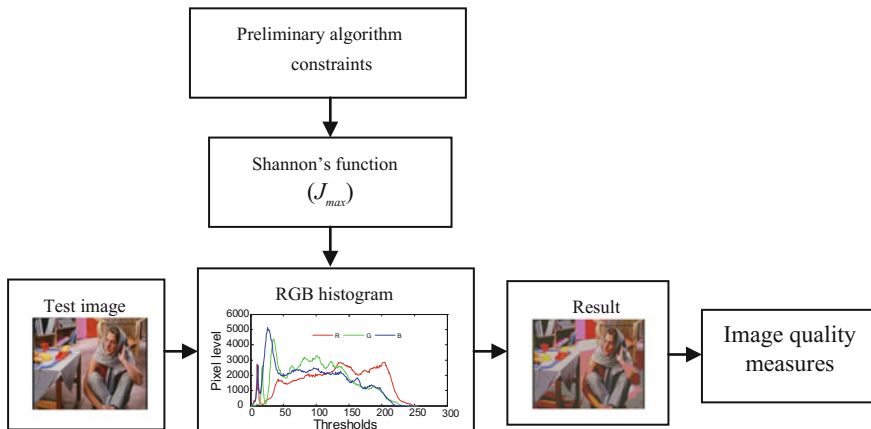 Preliminary algorithm
constraints
Shannon's function
(J_max)
Test image
RGB histogram
Pixel level
6000
5000
4000
3000
2000
1000
0
R G B
0 50 100 150 200 250 300
Thresholds
Result
Image quality
measures